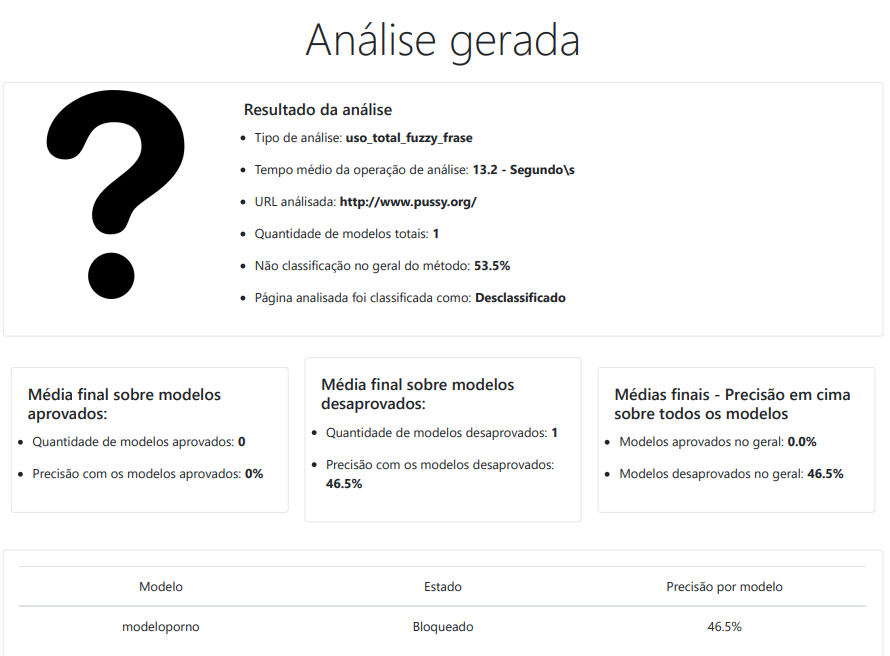 Análise gerada
Resultado da análise
Tipo de análise: uso_total_fuzzy_frase
Tempo médio da operação de análise: 13.2 - Segundo\s
URL análisada: http://www.pussy.org/
Quantidade de modelos totais: 1
Não classificação no geral do método: 53.5%
Página analisada foi classificada como: Desclassificado
Média final sobre modelos
aprovados:
Quantidade de modelos aprovados: 0
Precisão com os modelos aprovados: 0%
Média final sobre modelos
desaprovados:
Quantidade de modelos desaprovados: 1
Precisão com os modelos desaprovados:
46.5%
Médias finais - Precisão em cima
sobre todos os modelos
Modelos aprovados no geral: 0.0%
Modelos desaprovados no geral: 46.5%
Modelo Estado Precisão por modelo
modeloporno Bloqueado 46.5%